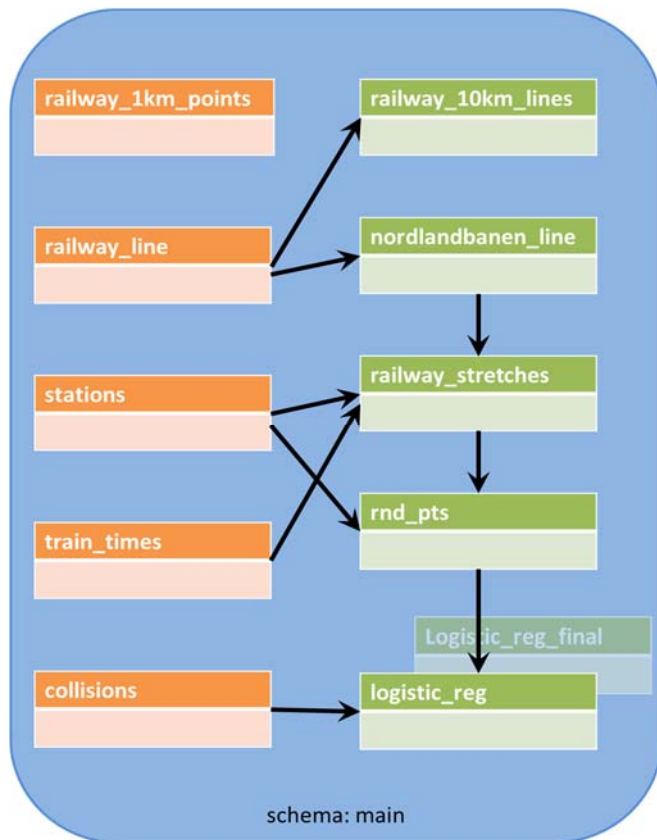 railway_1km_points
railway_10km_lines
railway_line
nordlandbanen_line
stations
railway_stretches
train_times
rnd_pts
Logistic_reg_final
collisions
logistic_reg
schema: main